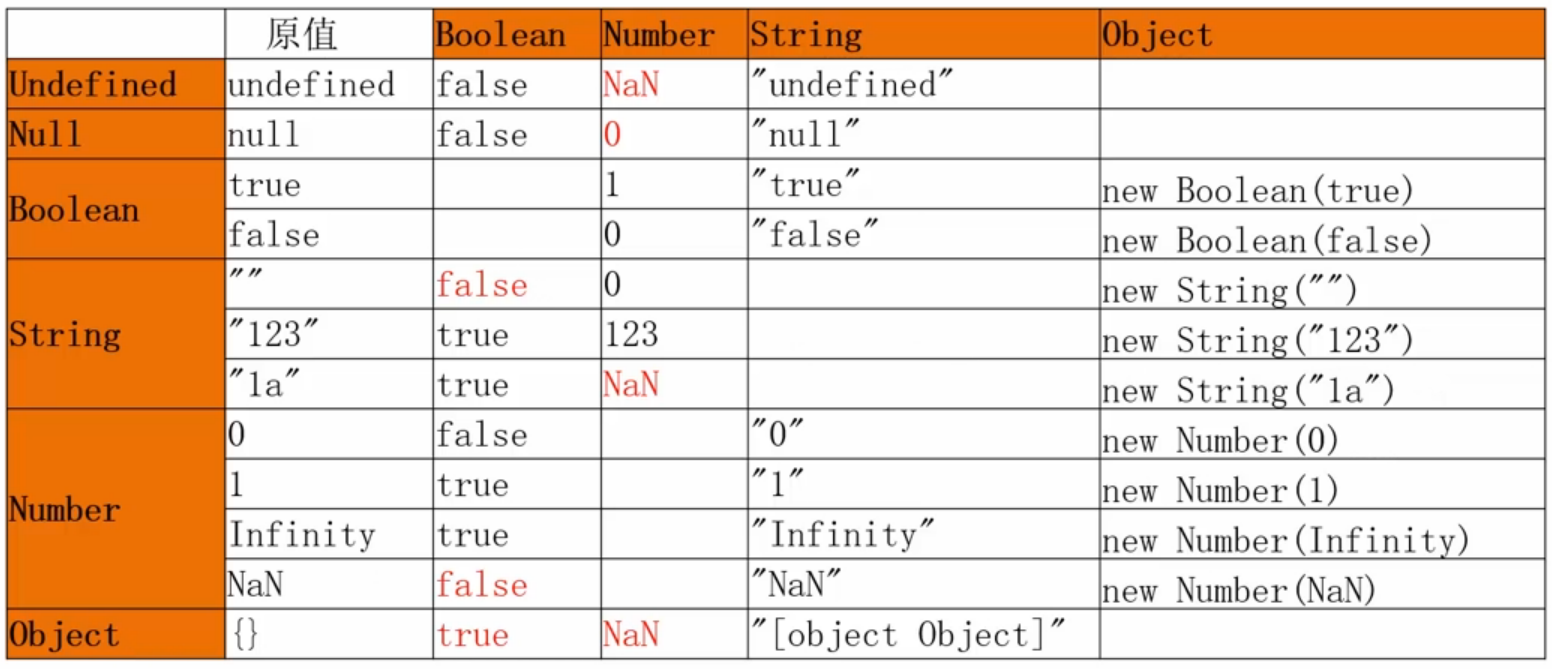 原值 Boolean Number String Object
Undefined undefined false NaN "undefined"
Null null false 0 "null"
Boolean true 1 "true" new Boolean(true)
false 0 "false" new Boolean(false)
String "" false 0 new String("")
"123" true 123 new String("123")
"1a" true NaN new String("1a")
Number 0 false "0" new Number(0)
1 true "1" new Number(1)
Infinity true "Infinity" new Number(Infinity)
NaN false "NaN" new Number(NaN)
Object {} true NaN "[object Object]"